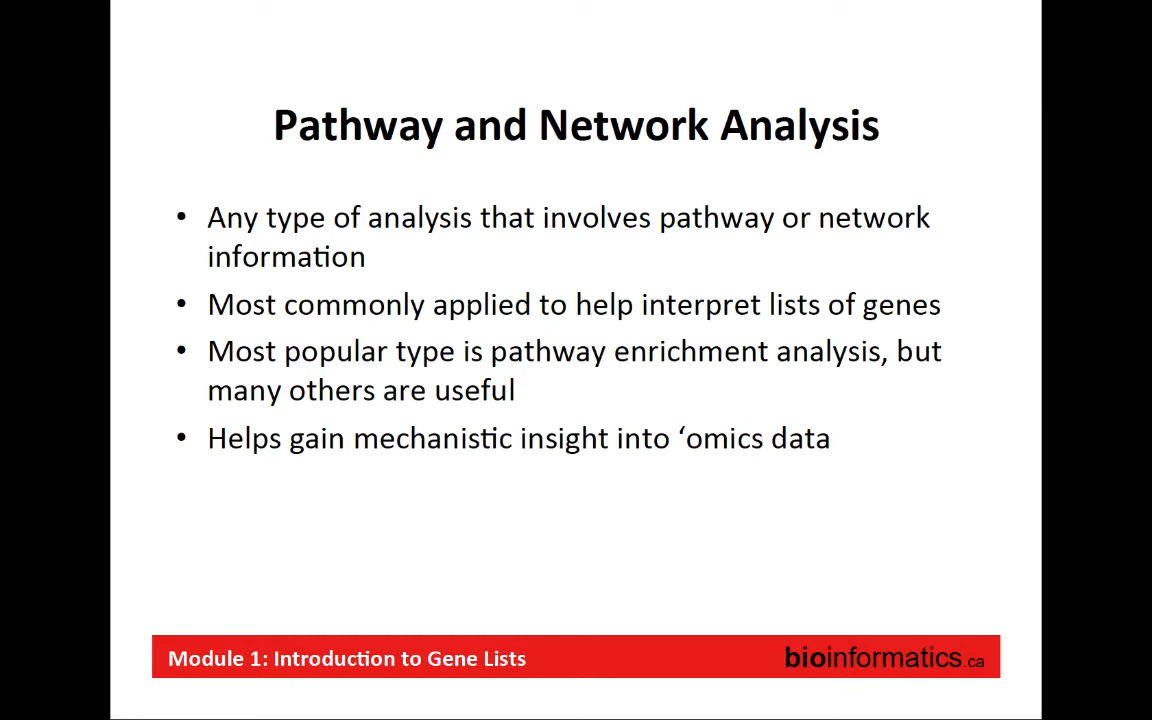 Pathway and Network Analysis
• Any type of analysis that involves pathway or network
information
• Most commonly applied to help interpret lists of genes
• Most popular type is pathway enrichment analysis, but
many others are useful
• Helps gain mechanistic insight into ‘omics data
Module 1: Introduction to Gene Lists
bioinformatics.ca